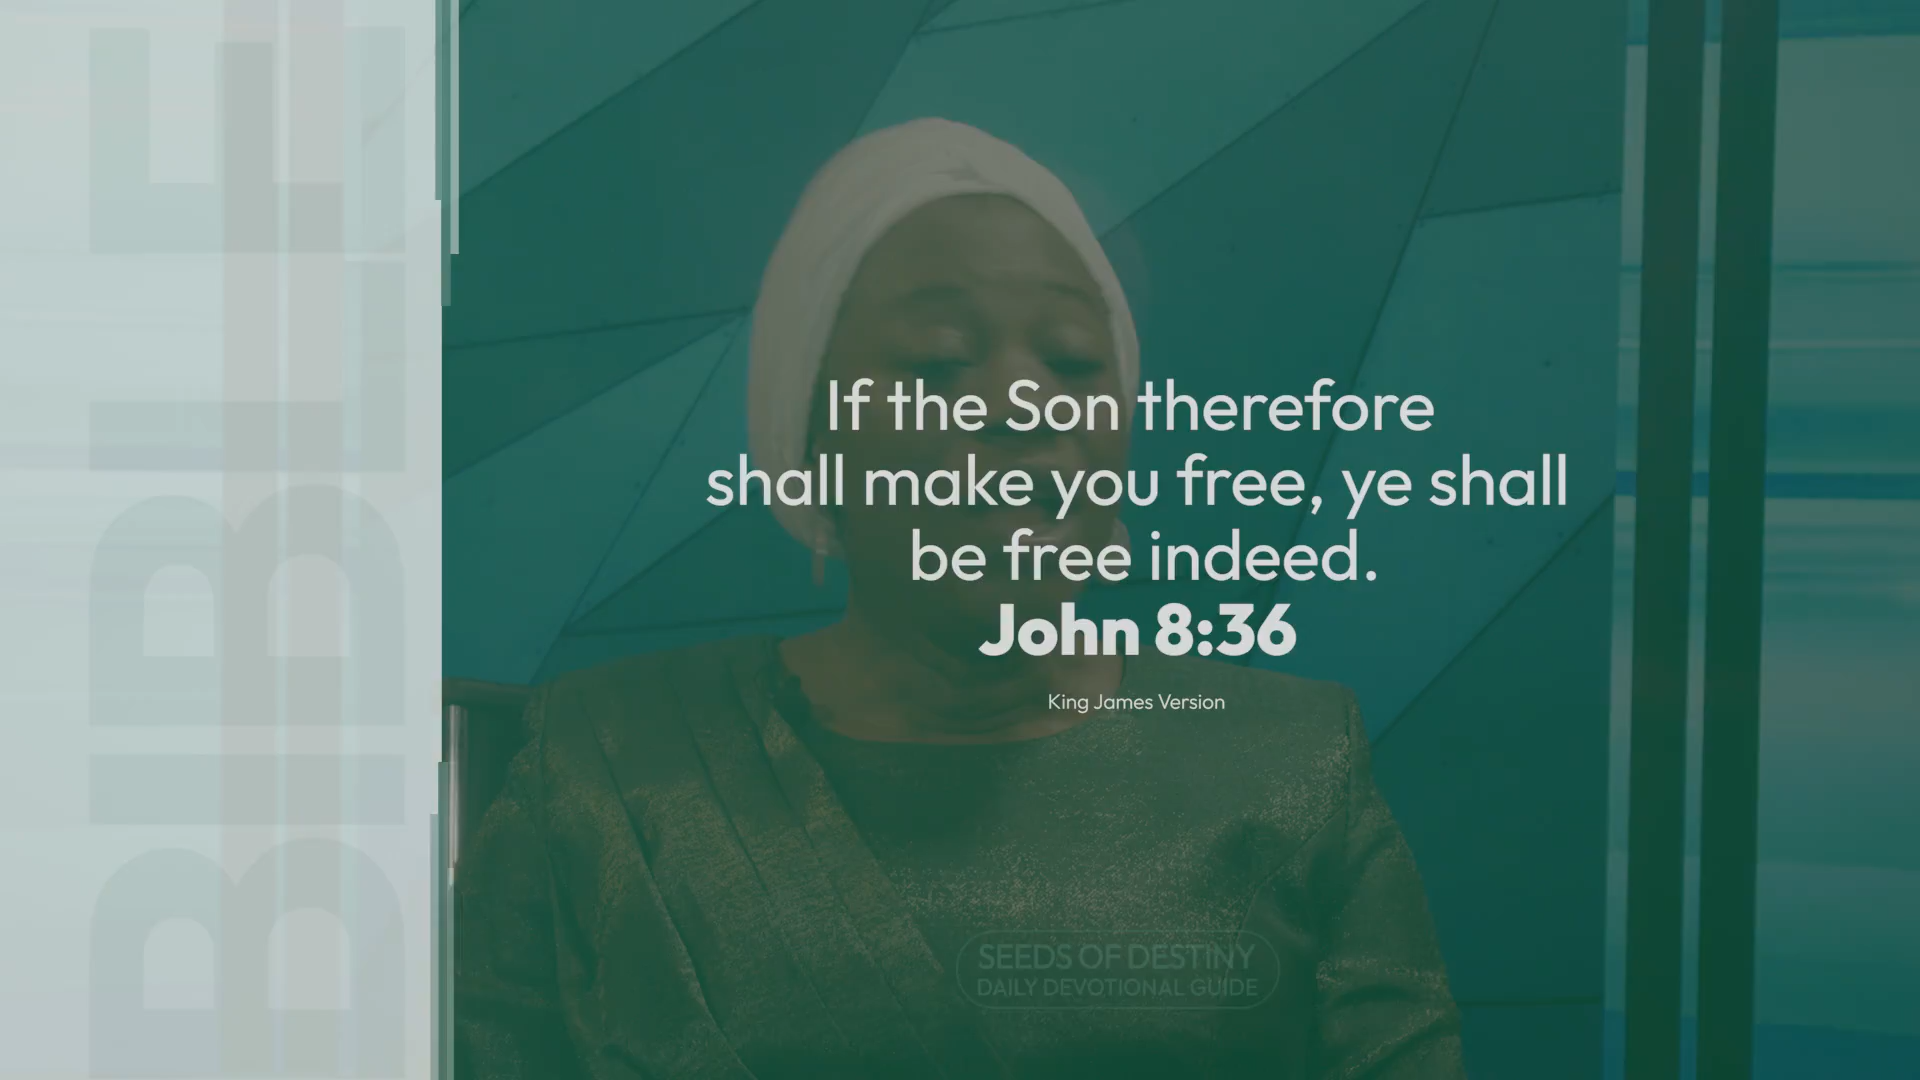 BIBLE
If the Son therefore
shall make you free, ye shall
be free indeed.
John 8:36
King James Version
SEEDS OF DESTINY
DAILY DEVOTIONAL GUIDE